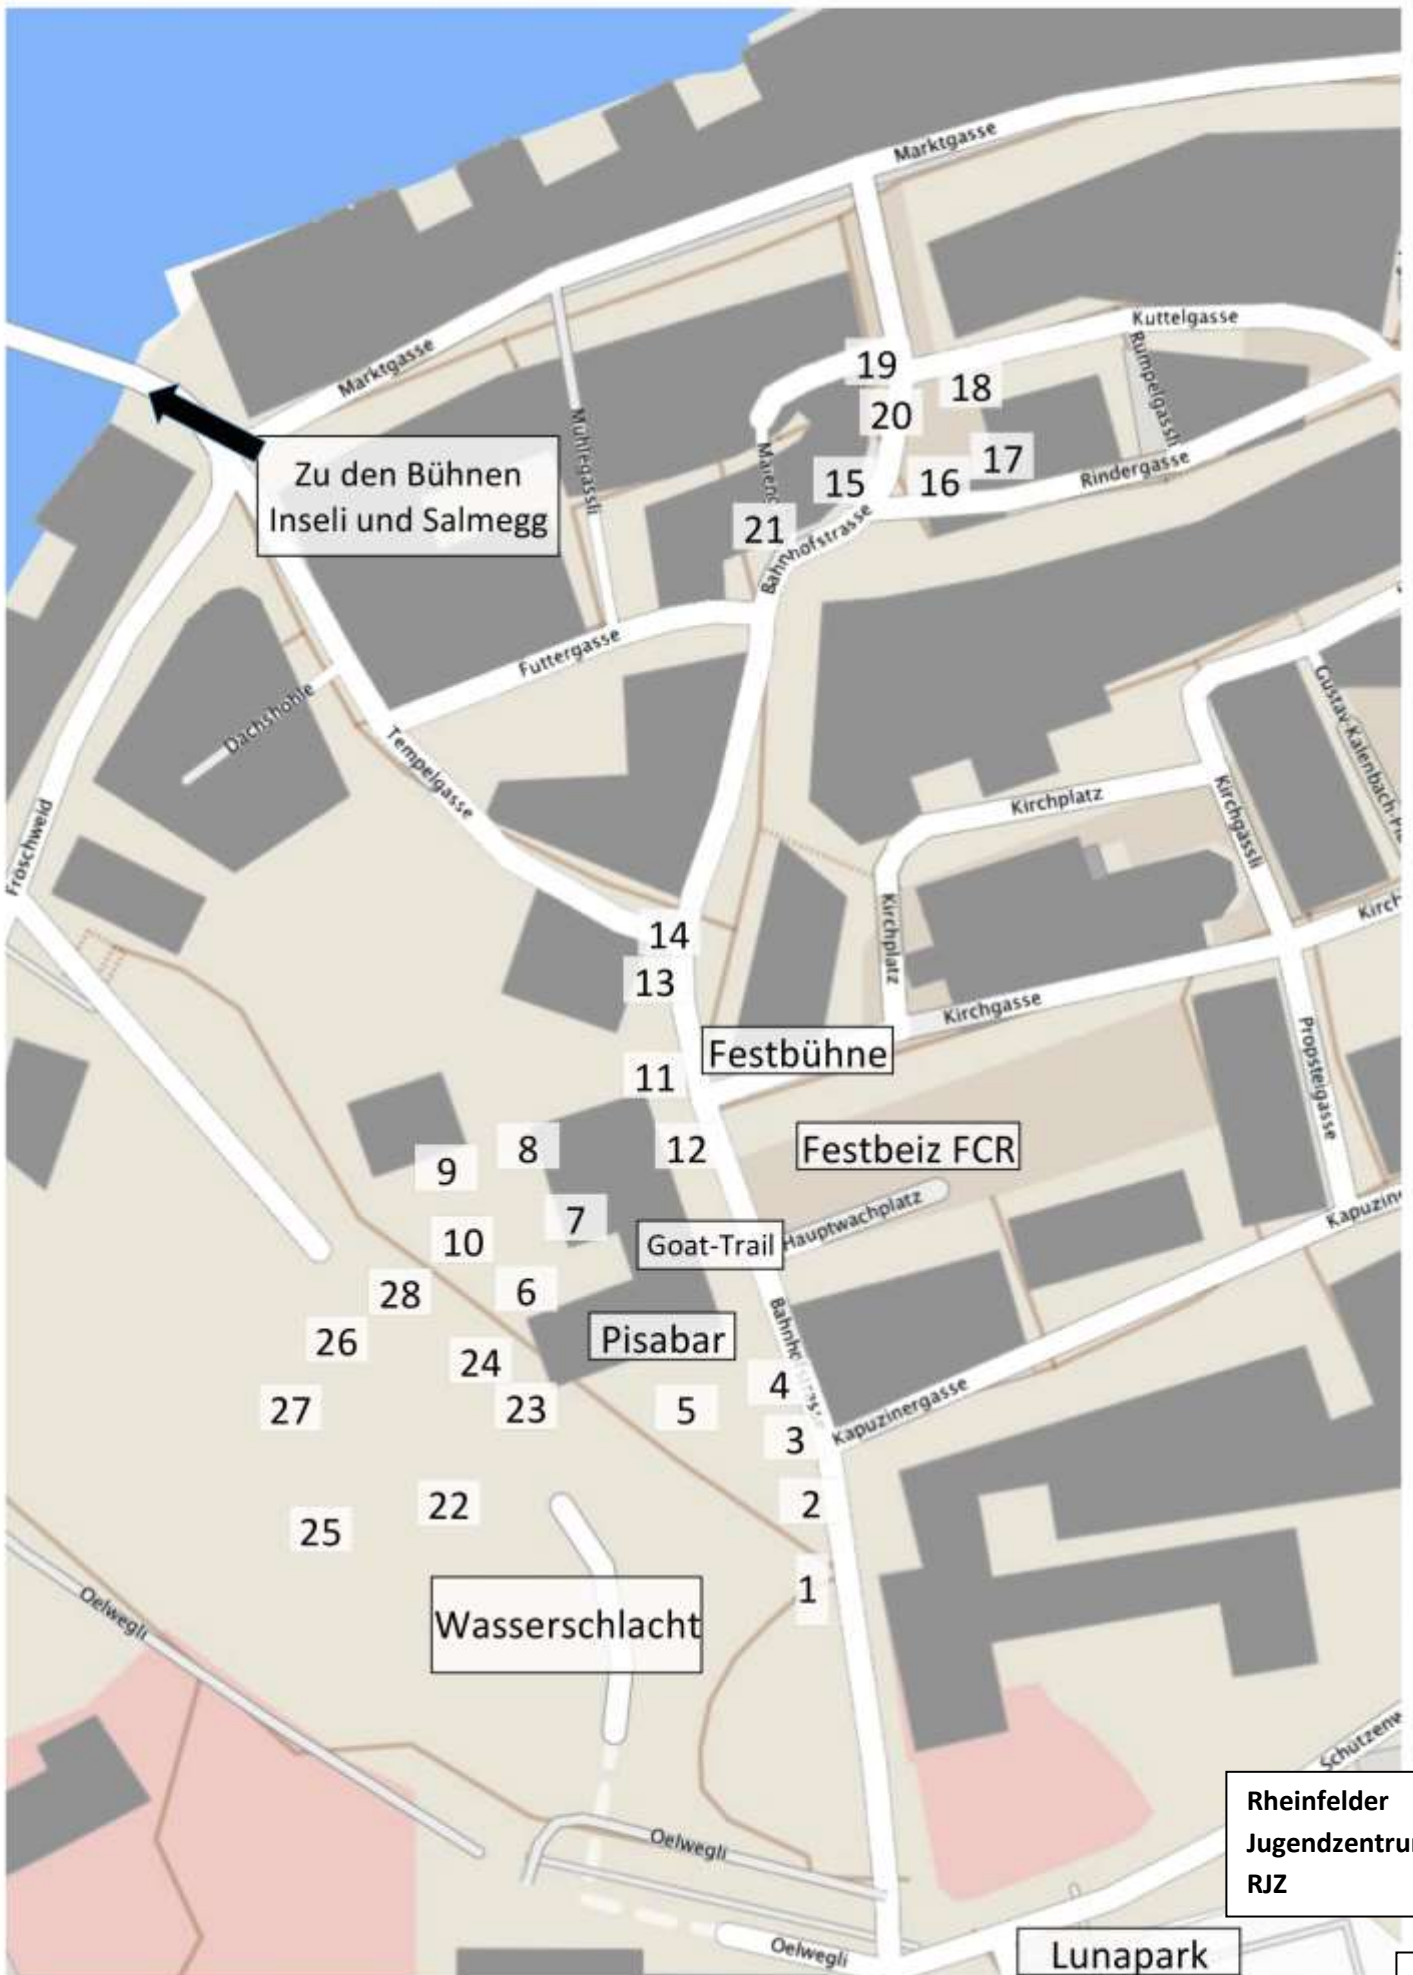 Marktgasse
Marktgasse
Kuttelgasse
Rumpelgässli
19
18
20
Mühlegässli
Zu den Bühnen
Inseli und Salmegg
15
16
17
Rindergasse
21
Bahnhofstrasse
Futtergasse
Dachshöhle
Tempelgasse
Gustav-Kalenbach-
Kirchplatz
Kirchgässli
Fröschweid
Kirchplatz
14
13
Kirchgasse
Propsteigasse
Festbühne
11
8
12
Festbeiz FCR
9
7
Hauptwachplatz
10
Goat-Trail
28
6
26
Pisabar
24
4
27
23
5
Kapuzinergasse
3
22
2
25
1
Wasserschlacht
Oelwegli
Rheinfelder
Jugendzentru
RJZ
Oelwegli
Oelwegli
Lunapark